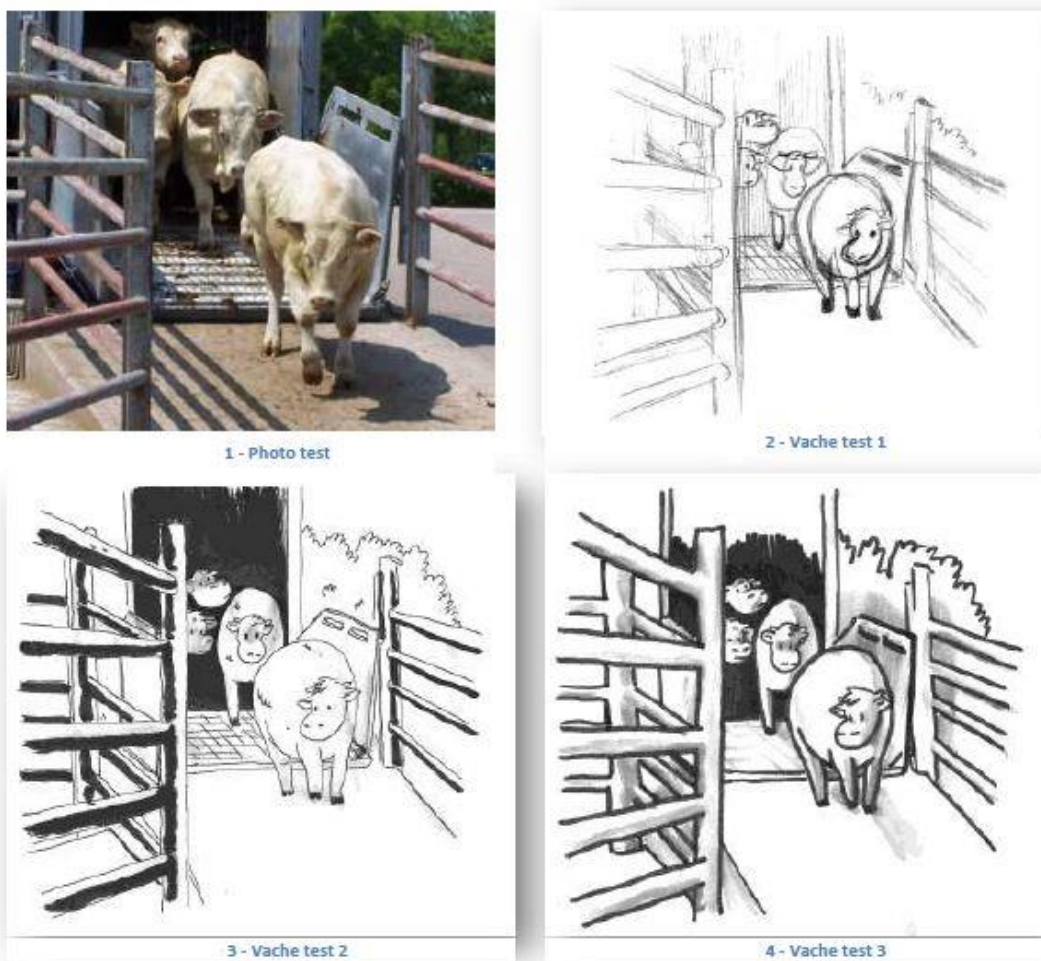 1 - Photo test
2 - Vache test 1
3 - Vache test 2
4 - Vache test 3